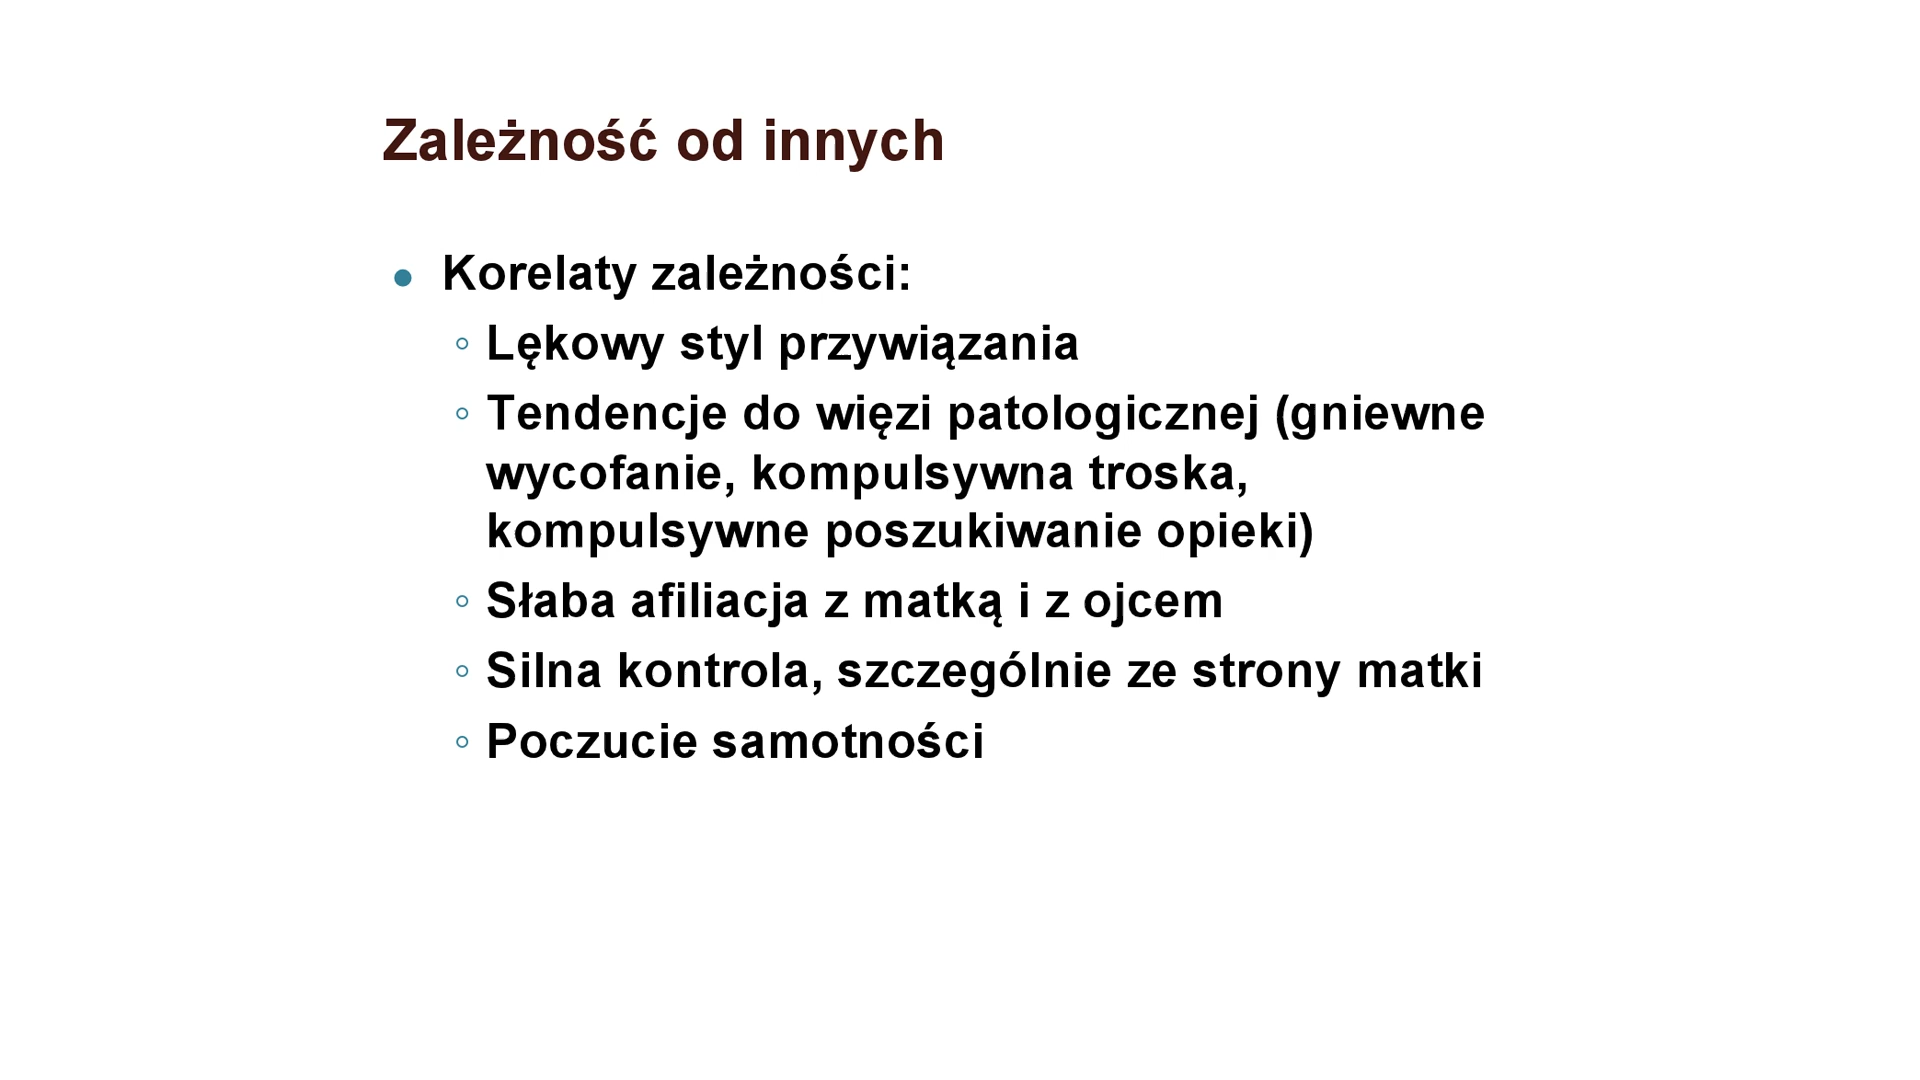 Zależność od innych
Korelaty zależności:
Lękowy styl przywiązania
Tendencje do więzi patologicznej (gniewne
wycofanie, kompulsywna troska,
kompulsywne poszukiwanie opieki)
Słaba afiliacja z matką i z ojcem
Silna kontrola, szczególnie ze strony matki
Poczucie samotności